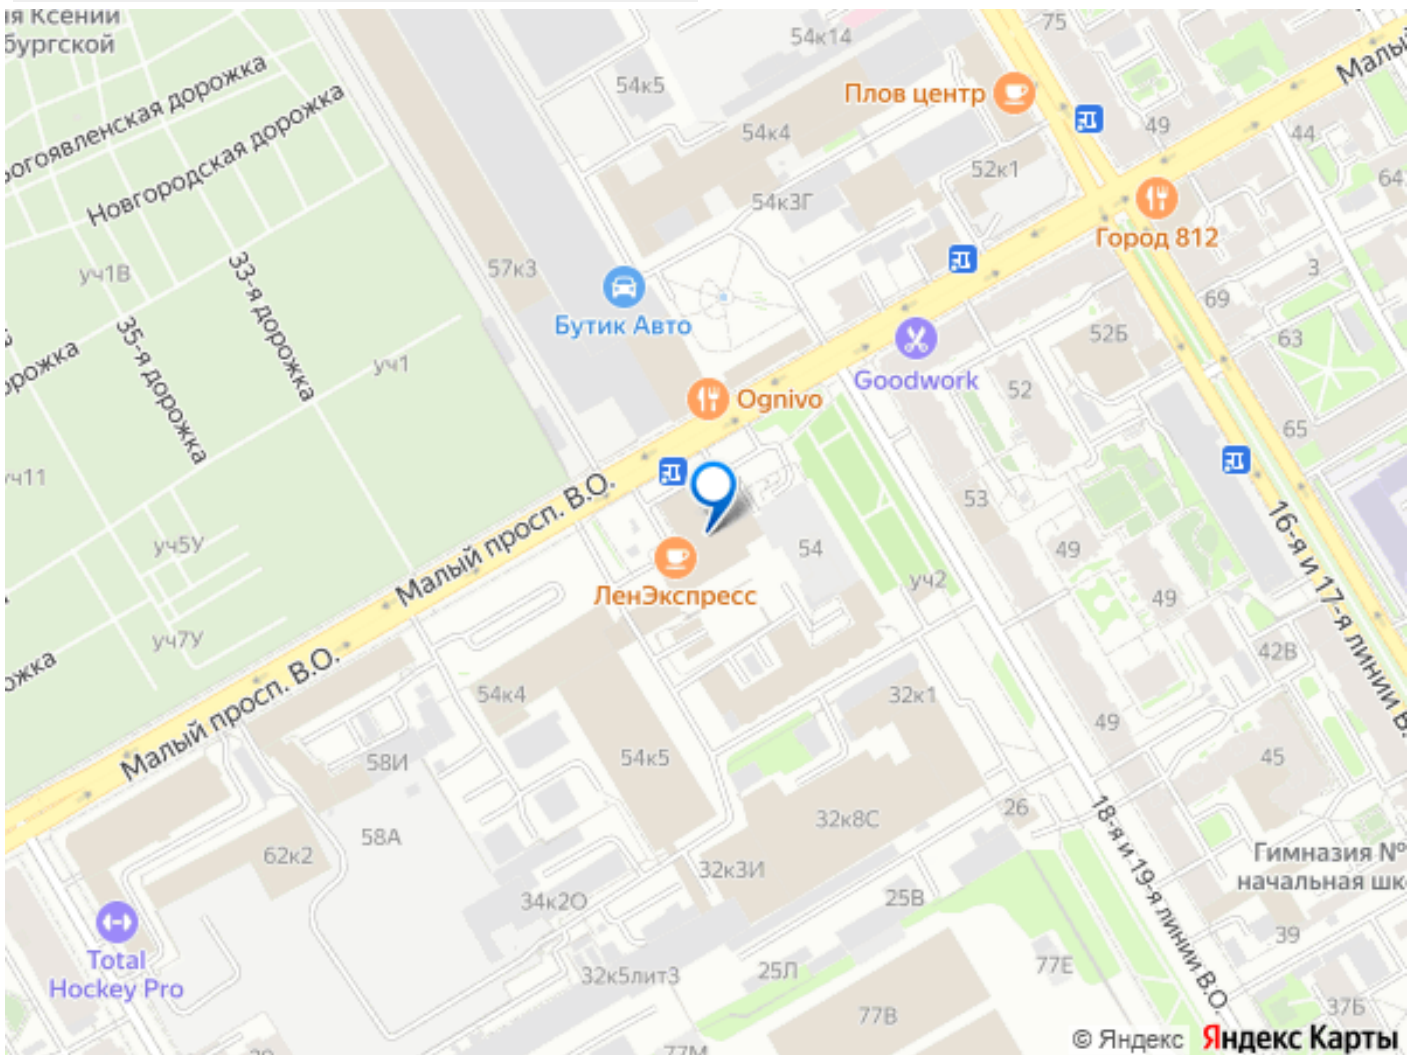 я Ксении
бургской
75
54к14
Малый
54к5
Плов центр
Богоявленская дорожка
Новгородская дорожка
54к4
49
44
52к1
64
54к3Г
Город 812
уч1В
33-я дорожка
57к3
3
69
Бутик Авто
52Б
63
35-я дорожка
орожка
уч1
Goodwork
52
Ognivo
65
уч11
Малый просп. В.О.
53
16-я и 17-я линии В.
уч5У
54
49
ЛенЭкспресс
уч2
49
уч7У
42В
ожка
Малый просп. В.О.
54к4
32к1
49
58И
54к5
45
18-я и 19-я линии В.О.
26
32к8С
58А
62к2
Гимназия №
начальная шк
32к3И
34к2О
25В
39
Total
Hockey Pro
32к5лит3
25Л
77Е
37Б
77В
© Яндекс Яндекс Карты
77М